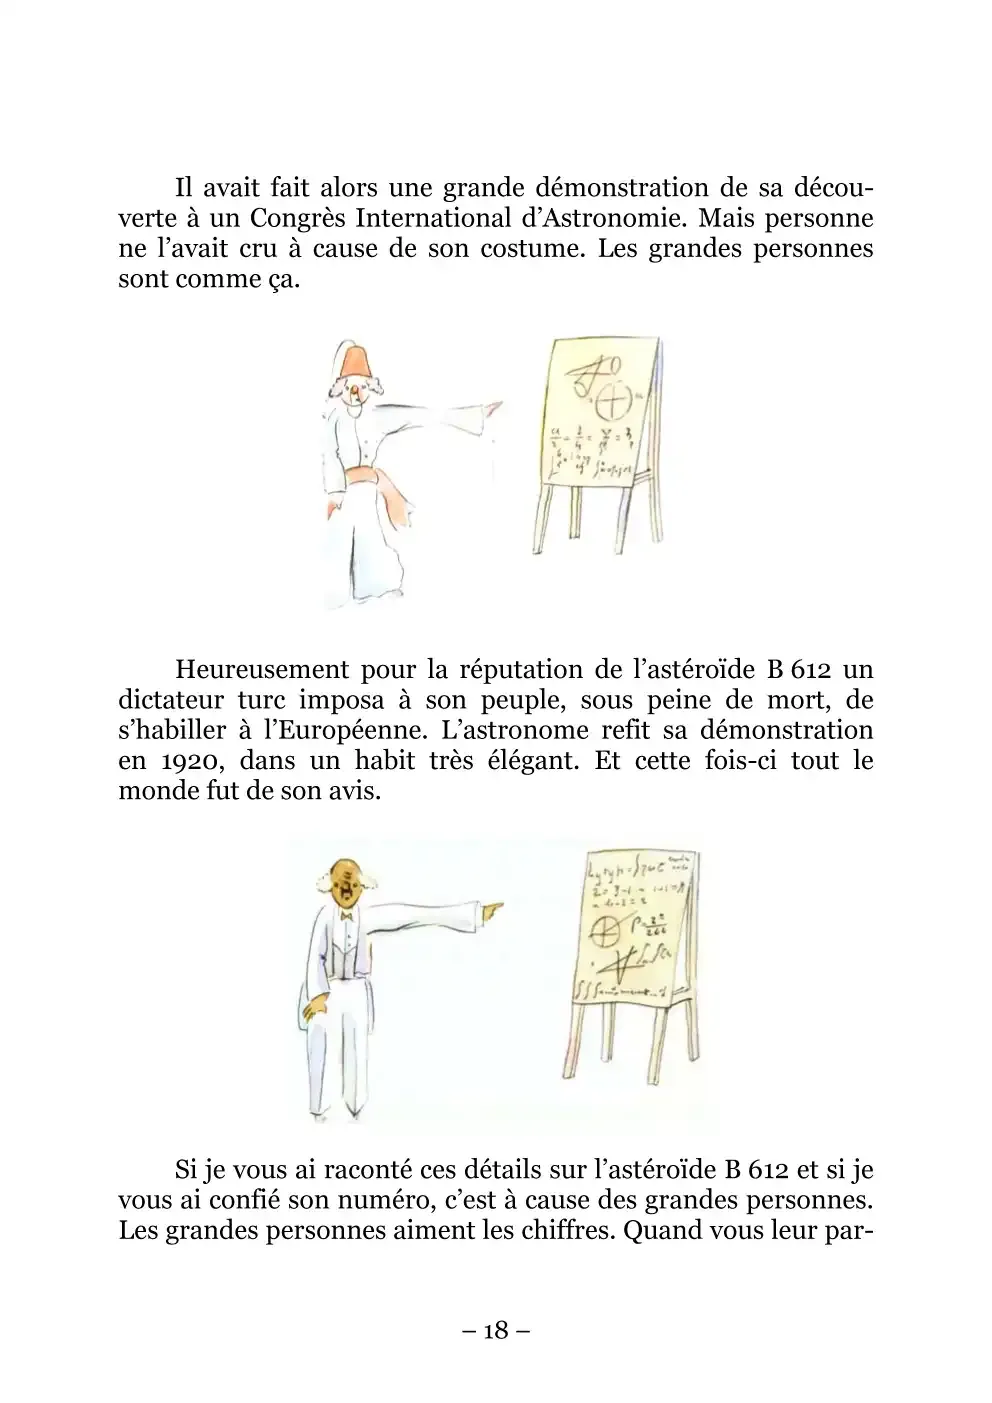 Il avait fait alors une grande démonstration de sa décou-
verte à un Congrès International d’Astronomie. Mais personne
ne l’avait cru à cause de son costume. Les grandes personnes
sont comme ça.
Heureusement pour la réputation de l’astéroïde B 612 un
dictateur turc imposa à son peuple, sous peine de mort, de
s’habiller à l’Européenne. L’astronome refit sa démonstration
en 1920, dans un habit très élégant. Et cette fois-ci tout le
monde fut de son avis.
Si je vous ai raconté ces détails sur l’astéroïde B 612 et si je
vous ai confié son numéro, c’est à cause des grandes personnes.
Les grandes personnes aiment les chiffres. Quand vous leur par-
– 18 –